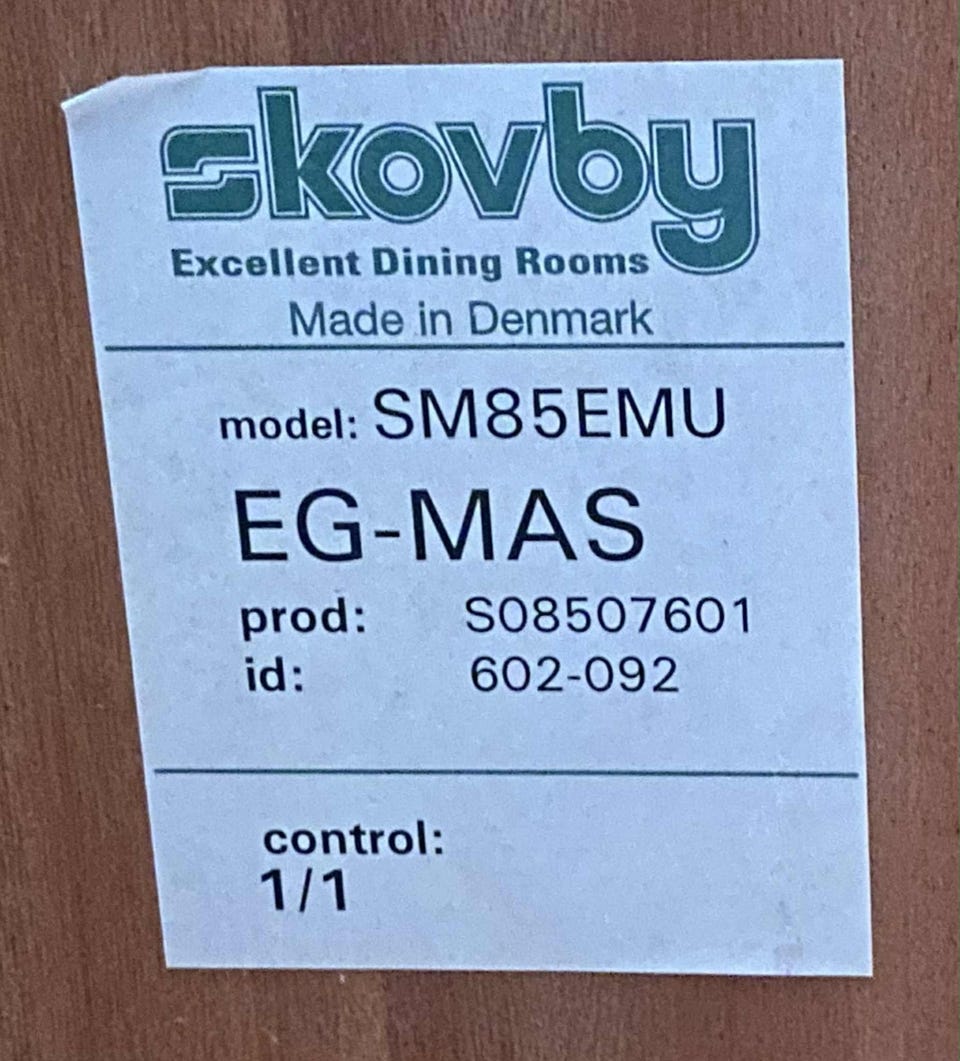 skovby
Excellent Dining Rooms
Made in Denmark
model: SM85EMU
EG-MAS
prod: S08507601
id: 602-092
control:
1/1